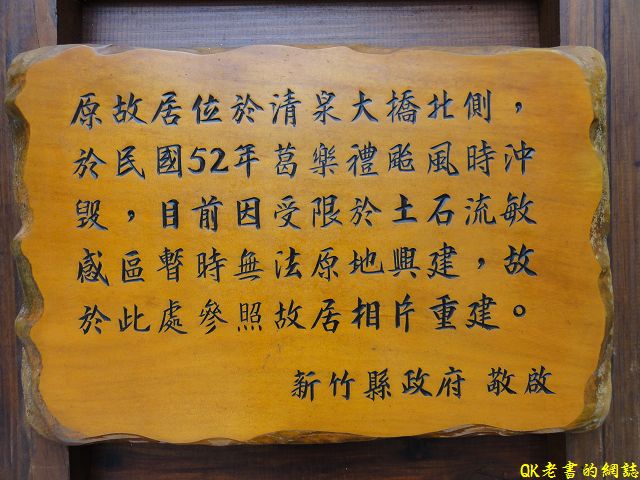 原故居位於清泉大橋北側，
於民國52年葛樂禮颱風時沖
毀，目前因受限於土石流敏
感區暫時無法原地興建，故
於此處參照故居相片重建。
新竹縣政府 敬啟
QK老書的網誌